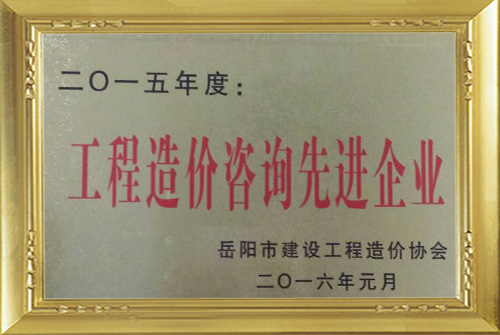 二〇一五年度：
工程造价咨询先进企业
岳阳市建设工程造价协会
二〇一六年元月